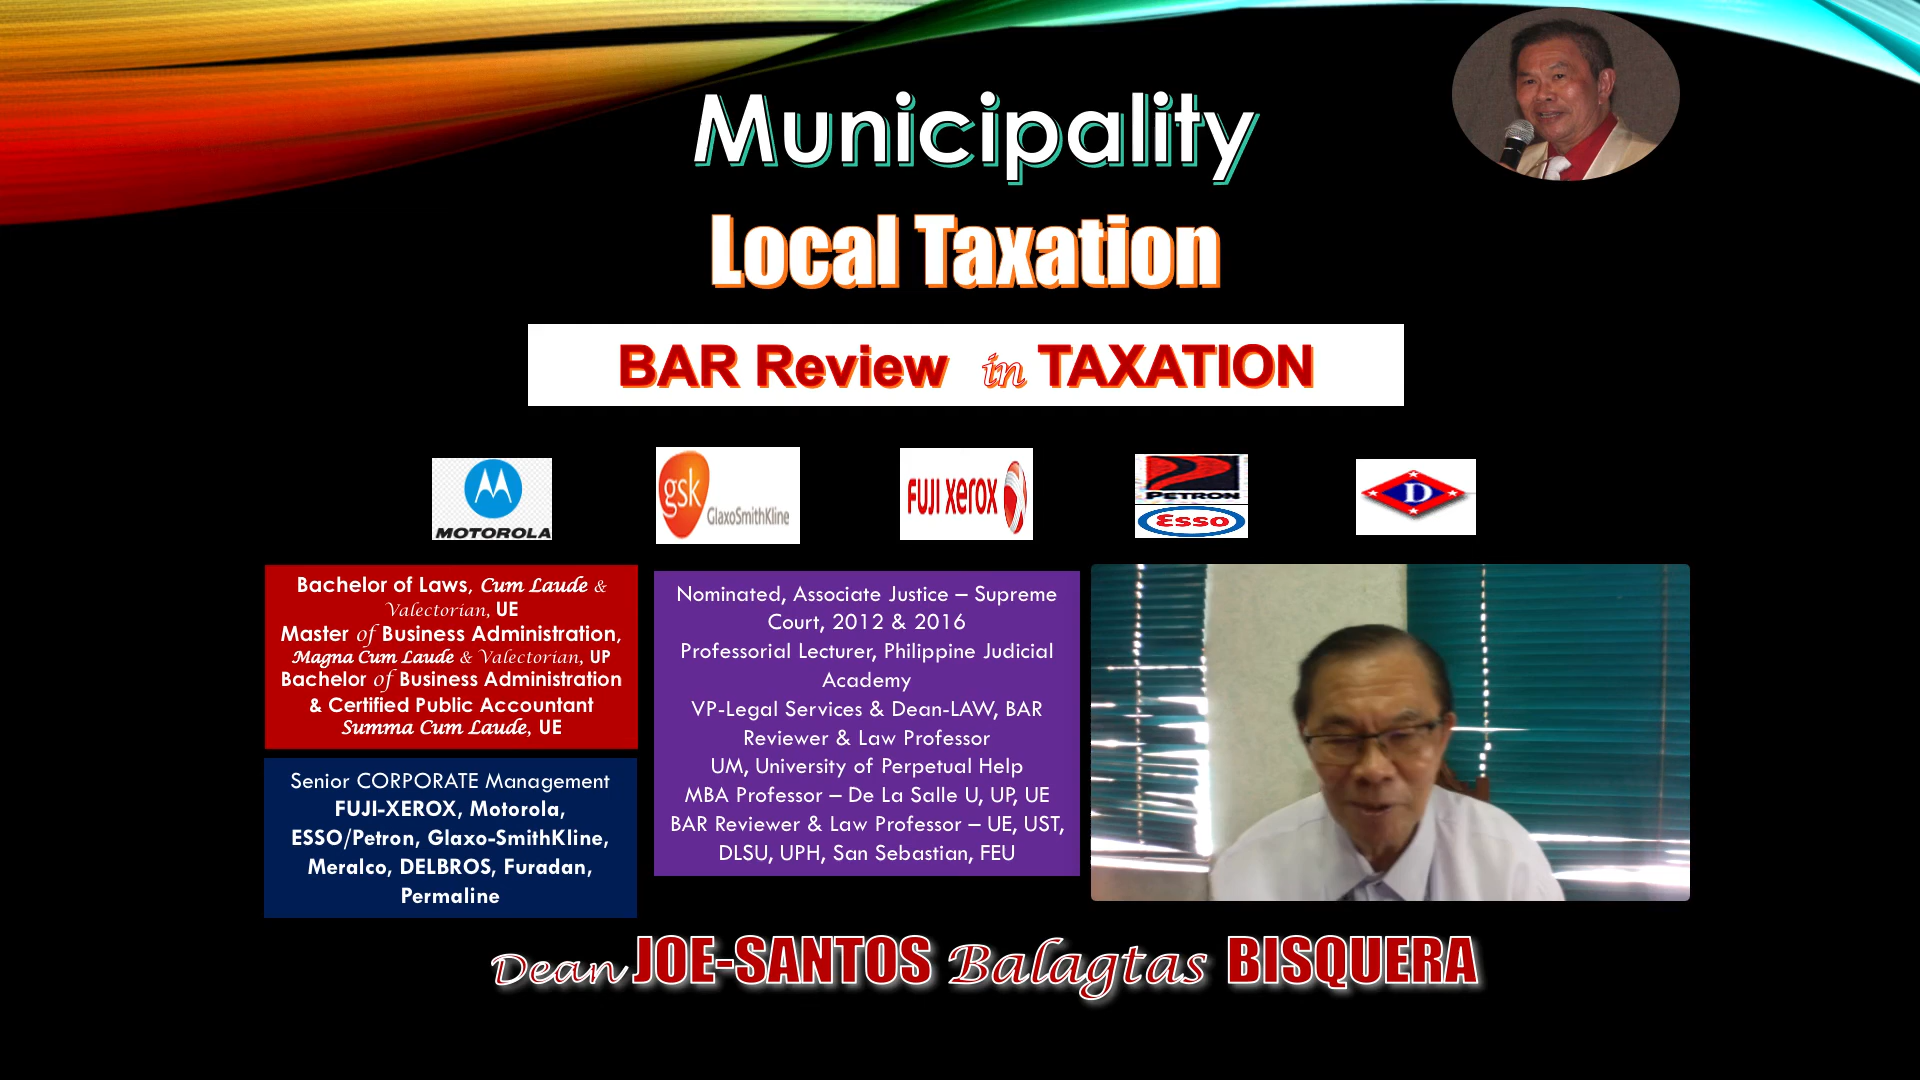 Municipality
Local Taxation
BAR Review in TAXATION
MOTOROLA
gsk
GlaxoSmithKline
FUJI xerox
PETRON
Esso
D
Bachelor of Laws, Cum Laude &
Valectorian, UE
Master of Business Administration,
Magna Cum Laude & Valectorian, UP
Bachelor of Business Administration
& Certified Public Accountant
Summa Cum Laude, UE
Senior CORPORATE Management
FUJI-XEROX, Motorola,
ESSO/Petron, Glaxo-SmithKline,
Meralco, DELBROS, Furadan,
Permaline
Nominated, Associate Justice – Supreme
Court, 2012 & 2016
Professorial Lecturer, Philippine Judicial
Academy
VP-Legal Services & Dean-LAW, BAR
Reviewer & Law Professor
UM, University of Perpetual Help
MBA Professor – De La Salle U, UP, UE
BAR Reviewer & Law Professor – UE, UST,
DLSU, UPH, San Sebastian, FEU
Dean JOE-SANTOS Balagtas BISQUERA